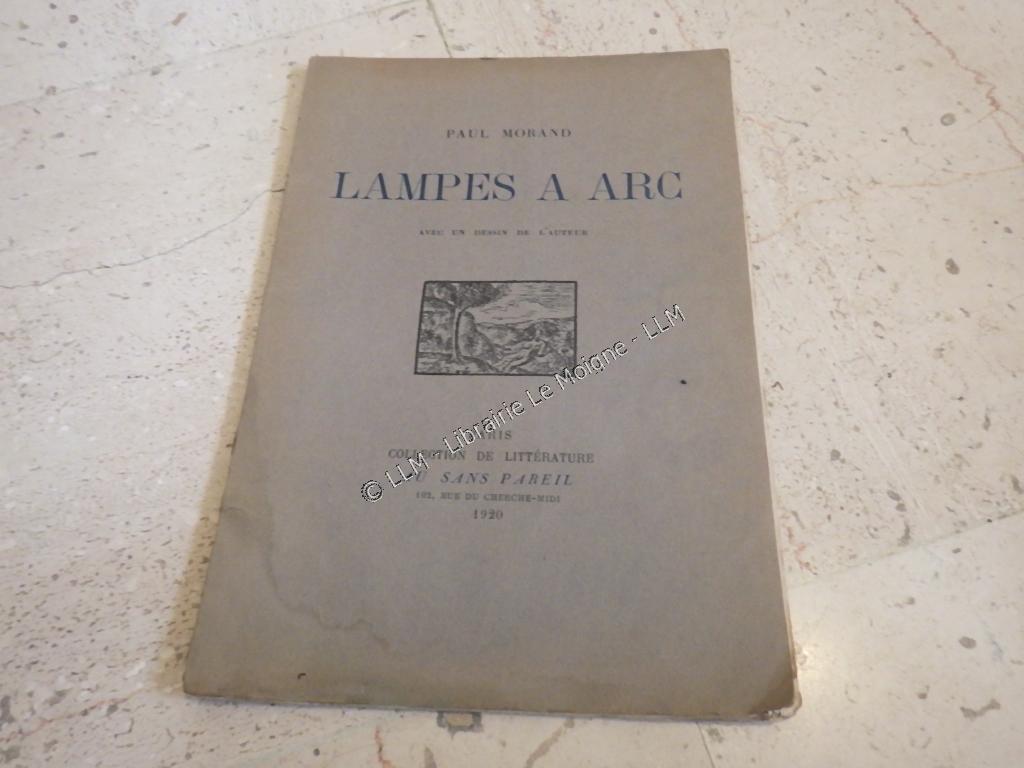 PAUL MORAND
LAMPES A ARC
AVEC UN DESSIN DE L'AUTEUR
© LLM - Librairie Le Moigne - LLM
COLLECTION DE LITTÉRATURE
SANS PAREIL
102, RUE DU CHERCHE-MIDI
1920